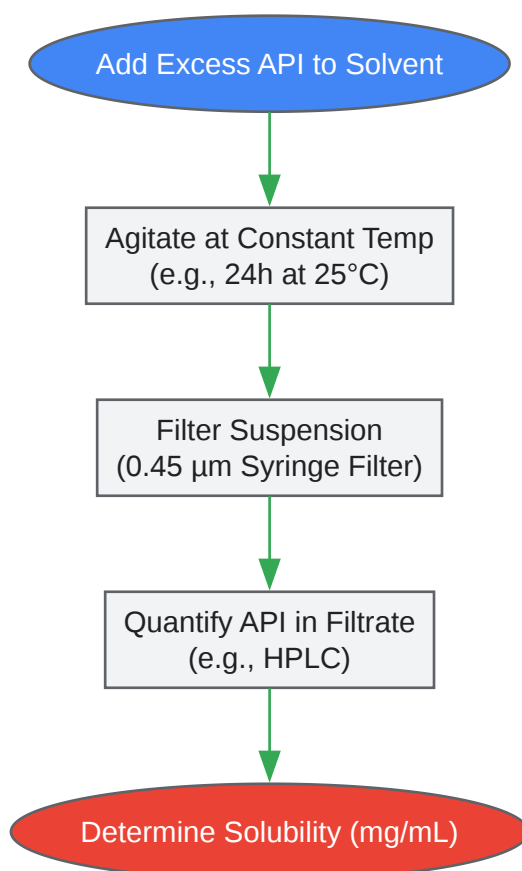 Add Excess API to Solvent
Agitate at Constant Temp
(e.g., 24h at 25°C)
Filter Suspension
(0.45 µm Syringe Filter)
Quantify API in Filtrate
(e.g., HPLC)
Determine Solubility (mg/mL)